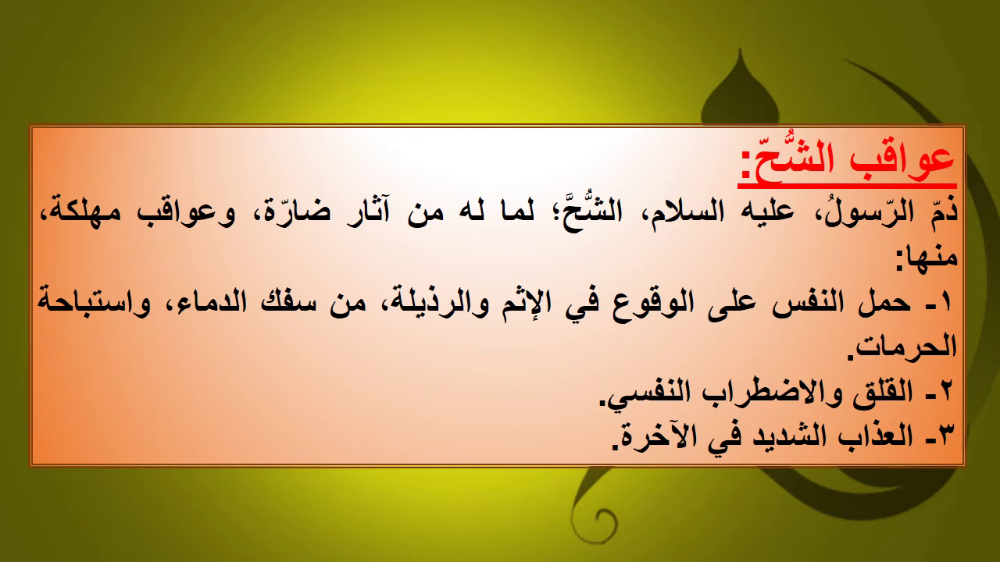 عواقب الشُّحّ:
ذمّ الرّسولُ، عليه السلام، الشُّحَّ؛ لما له من آثار ضارّة، وعواقب مهلكة،
منها:
١- حمل النفس على الوقوع في الإثم والرذيلة، من سفك الدماء، واستباحة
الحرمات.
٢- القلق والاضطراب النفسي.
٣- العذاب الشديد في الآخرة.